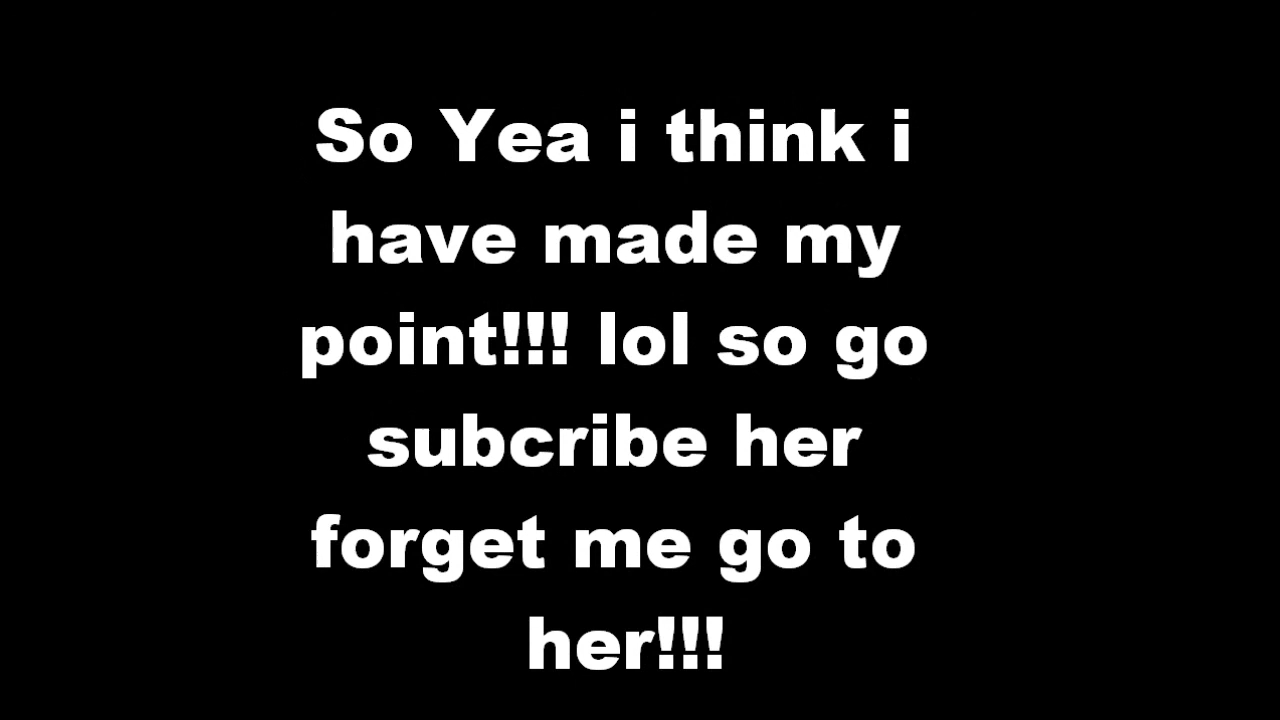 So Yea i think i
have made my
point!!! lol so go
subcribe her
forget me go to
her!!!